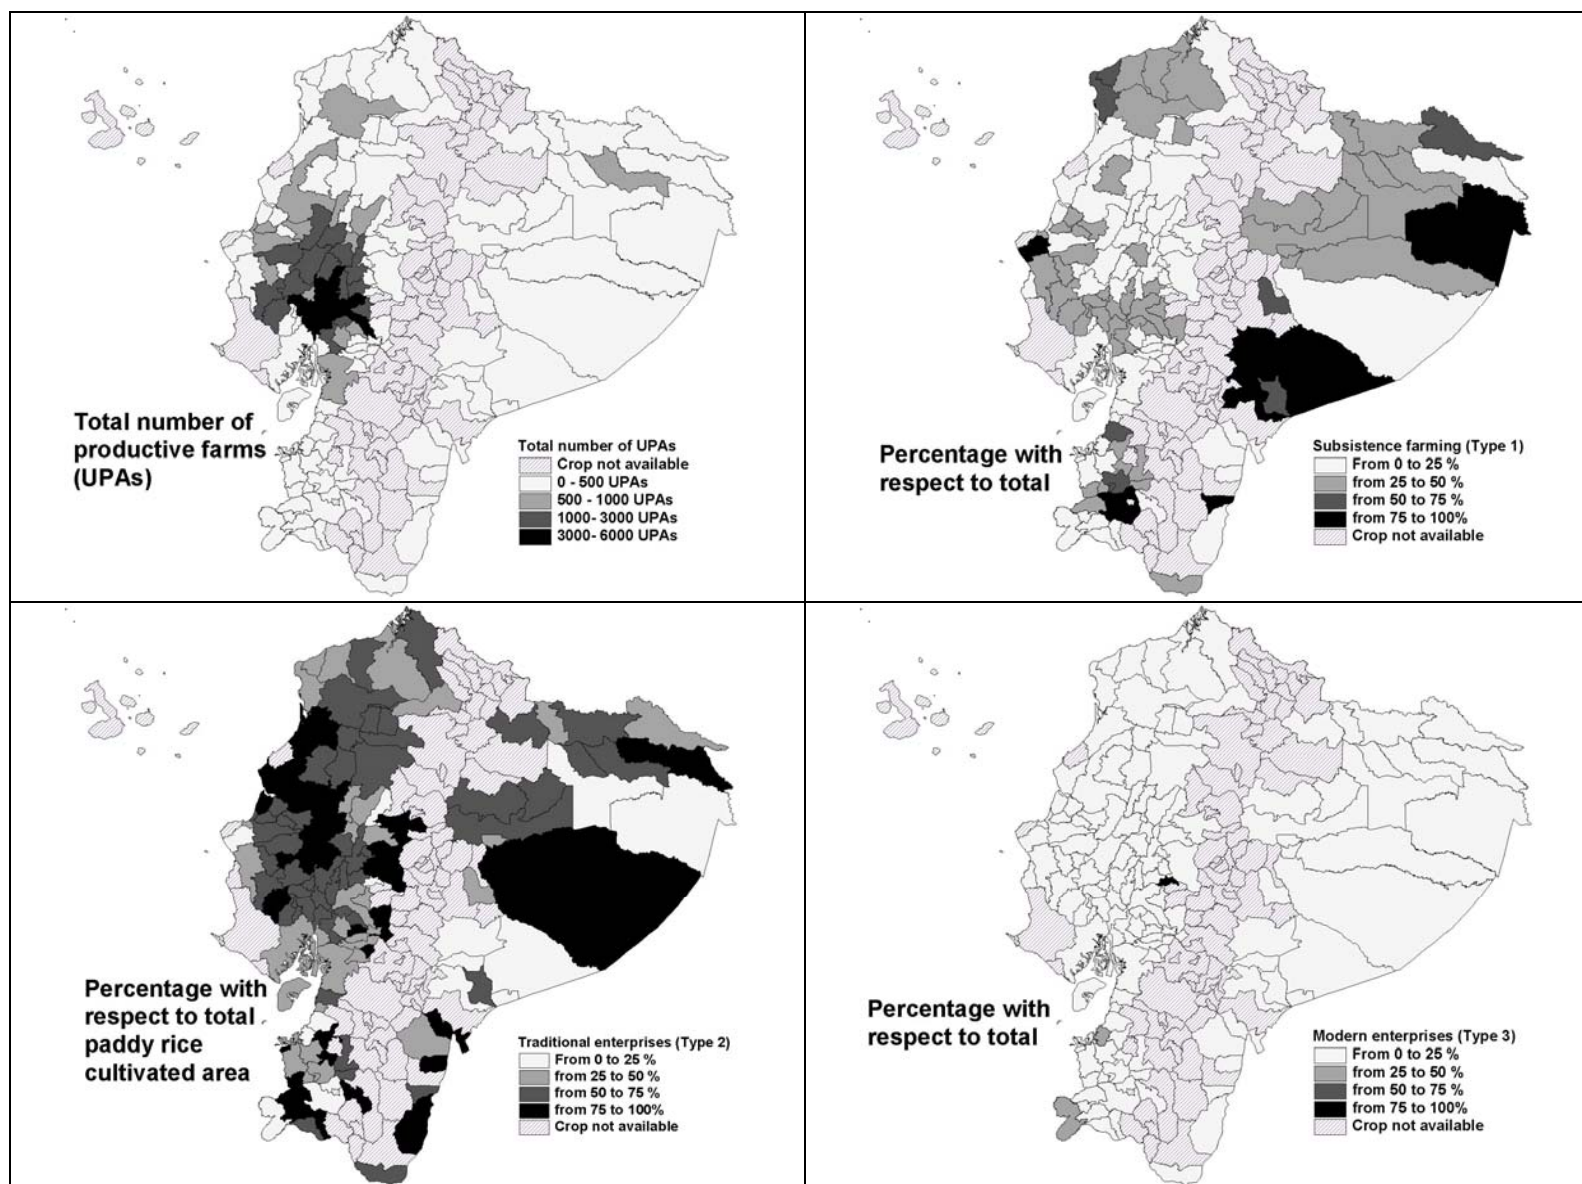 Total number of
productive farms
(UPAs)
Total number of UPAs
Crop not available
0 - 500 UPAs
500 - 1000 UPAs
1000- 3000 UPAs
3000- 6000 UPAs
Percentage with
respect to total
Subsistence farming (Type 1)
From 0 to 25 %
from 25 to 50 %
from 50 to 75 %
from 75 to 100%
Crop not available
Percentage with
respect to total
paddy rice
cultivated area
Traditional enterprises (Type 2)
From 0 to 25 %
from 25 to 50 %
from 50 to 75 %
from 75 to 100%
Crop not available
Percentage with
respect to total
Modern enterprises (Type 3)
From 0 to 25 %
from 25 to 50 %
from 50 to 75 %
from 75 to 100%
Crop not available